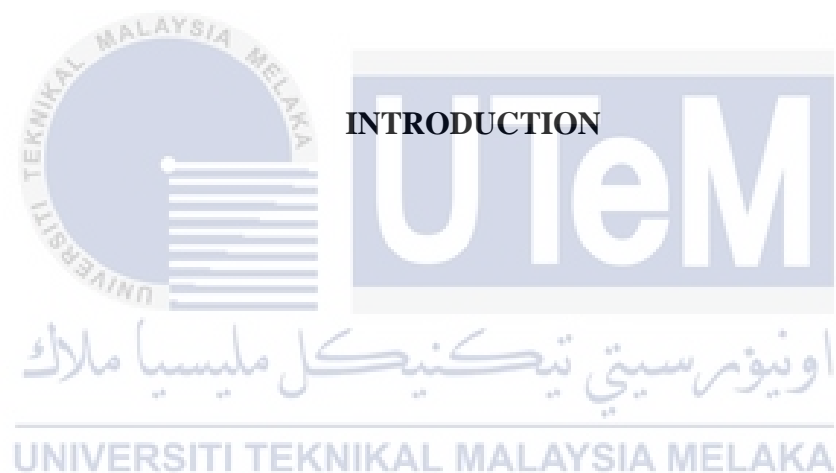 UNIVERSITI TEKNIKAL MALAYSIA MELAKA
INTRODUCTION
UTeM
اونيۏرسيتي تيكنيكل مليسيا ملاك
UNIVERSITI TEKNIKAL MALAYSIA MELAKA